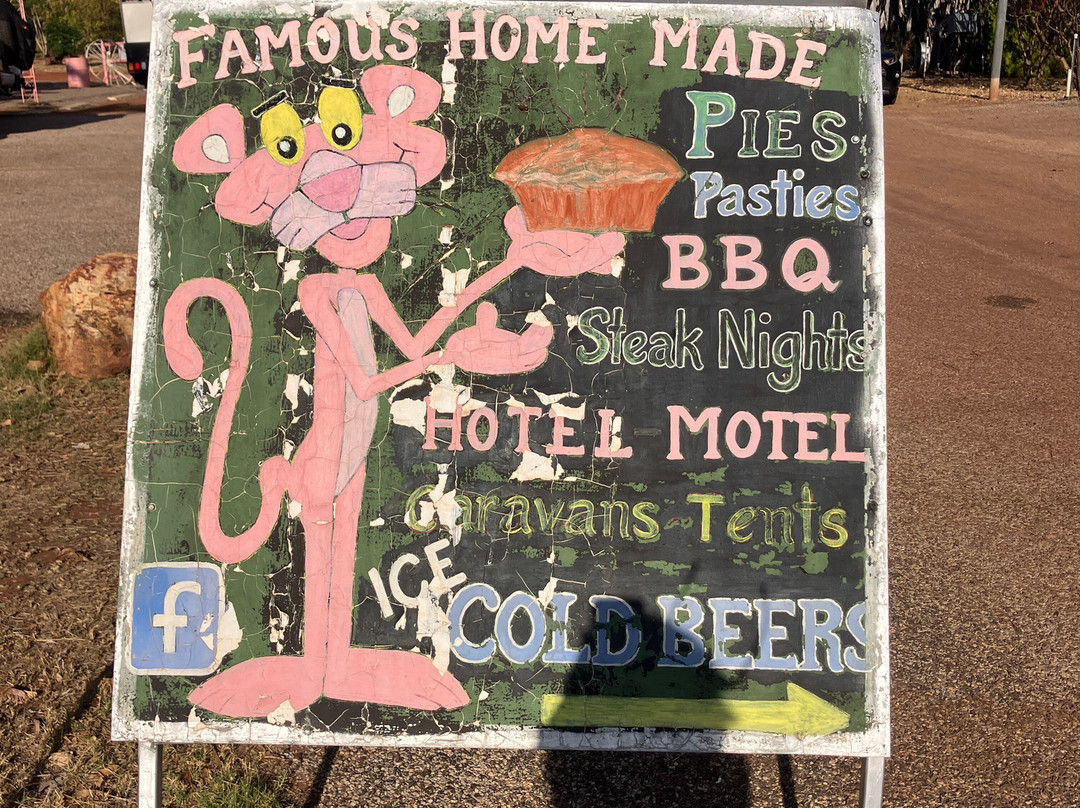 FAMOUS HOME MADE
PIES
Pasties
BBQ
Steak Nights
HOTEL MOTEL
Caravans - Tents
ICE COLD BEERS
f